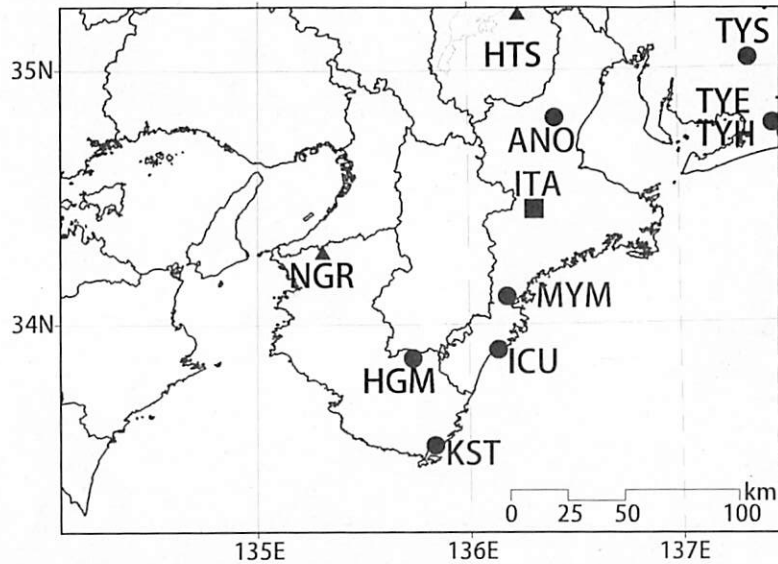 TYS
HTS
35N
TYE
ANO
TYH
ITA
NGR
MYM
34N
ICU
HGM
KST
km
0 25 50 100
135E 136E 137E